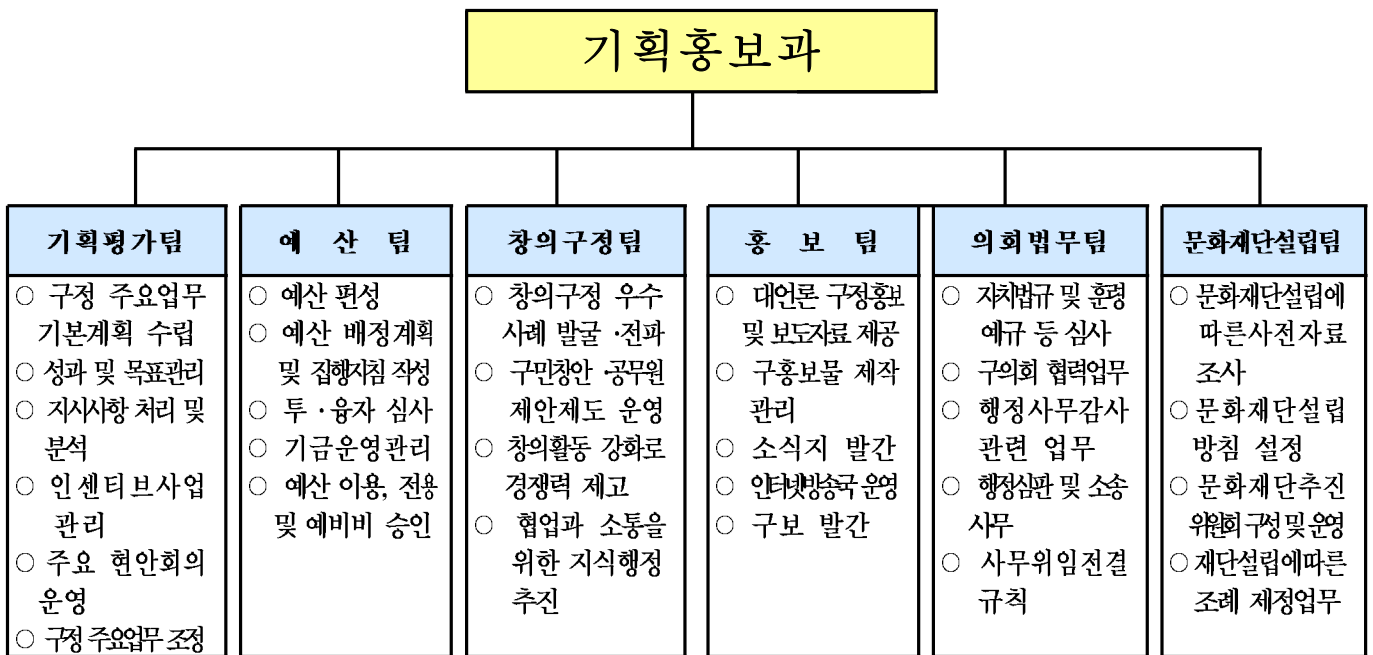 기획홍보과
기획평가팀
○ 구정 주요업무
기본계획 수립
○ 성과 및 목표관리
○ 지시사항 처리 및
분석
○ 인센티브사업
관리
○ 주요 현안회의
운영
○ 구정 주요업무 조정
예 산 팀
○ 예산 편성
○ 예산 배정계획
및 집행지침 작성
○ 투·융자 심사
○ 기금운영관리
○ 예산 이용, 전용
및 예비비 승인
창의구정팀
○ 창의구정 우수
사례 발굴·전파
○ 구민창안·공무원
제안제도 운영
○ 창의활동 강화로
경쟁력 제고
○ 협업과 소통을
위한 지식행정
추진
홍 보 팀
○ 대언론 구정홍보
및 보도자료 제공
○ 구홍보물 제작
관리
○ 소식지 발간
○ 인터넷방송국 운영
○ 구보 발간
의회법무팀
○ 자치법규 및 훈령
예규 등 심사
○ 구의회 협력업무
○ 행정사무감사
관련 업무
○ 행정심판 및 소송
사무
○ 사무위임전결
규칙
문화재단설립팀
○ 문화재단설립에
따른사전자료
조사
○ 문화재단설립
방침 설정
○ 문화재단추진
위원회 구성 및 운영
○ 재단설립에따른
조례 제정업무